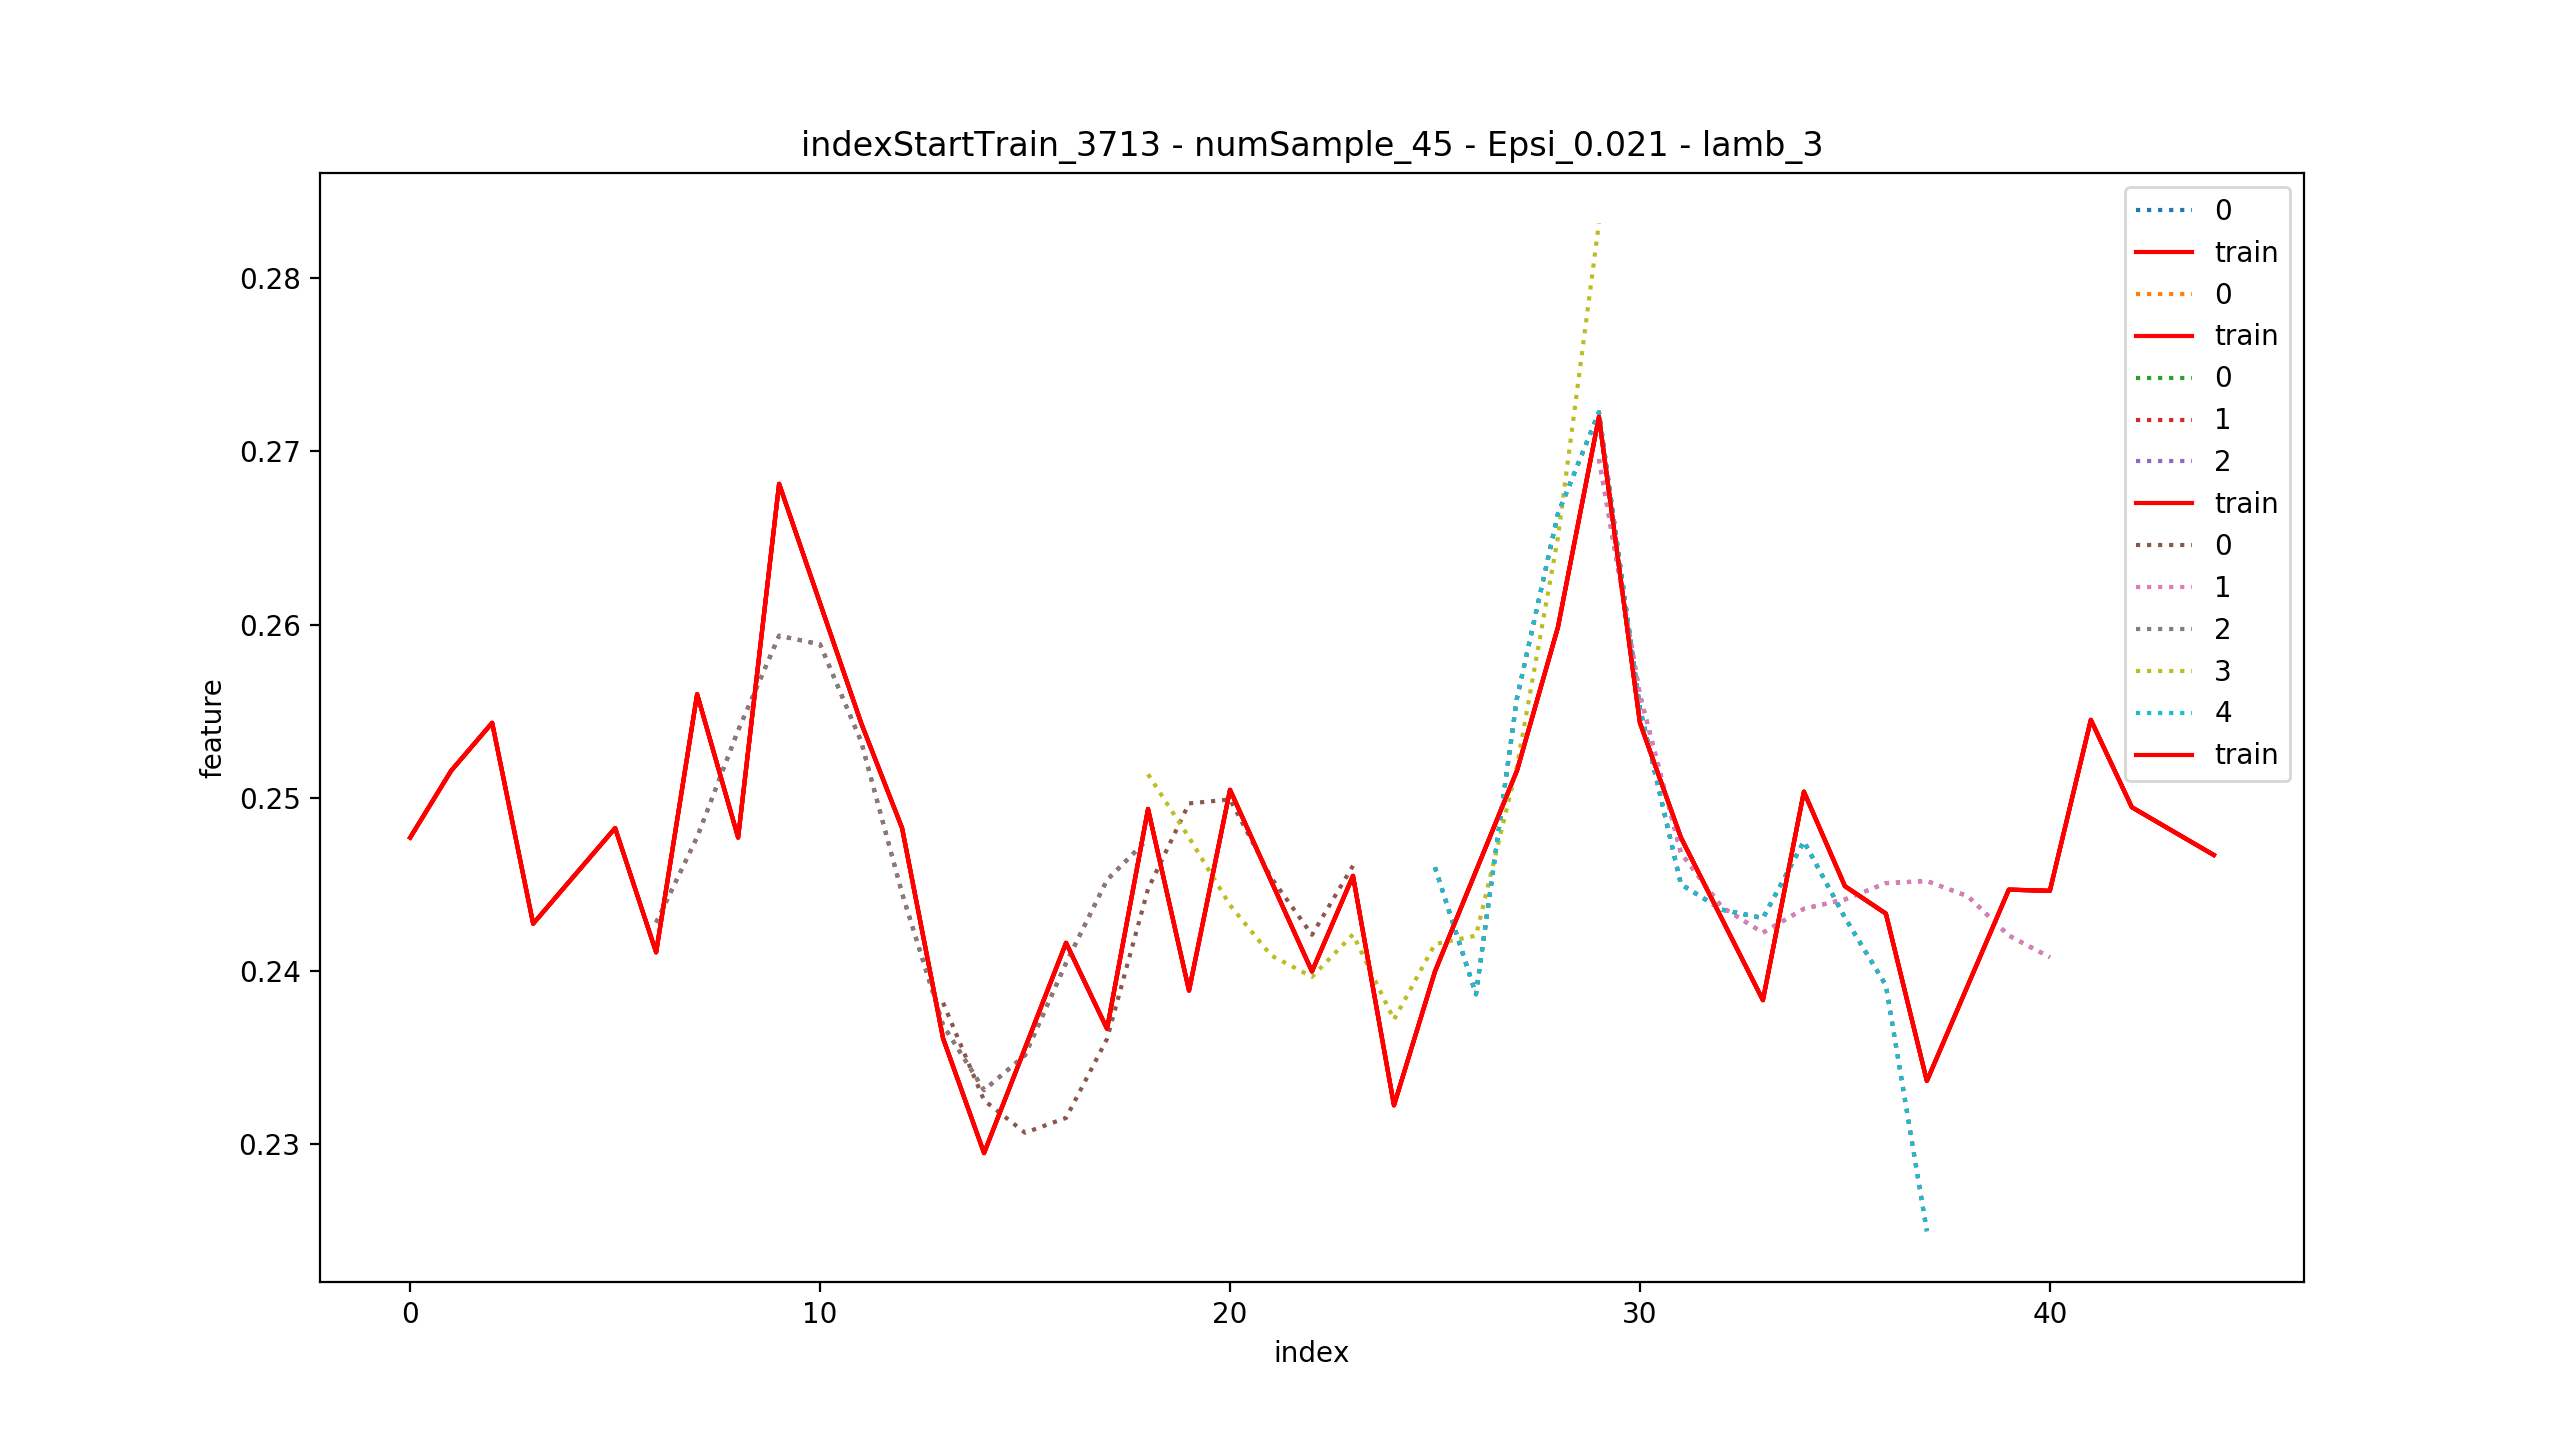 indexStartTrain_3713 - numSample_45 - Epsi_0.021 - lamb_3
0
train
0
train
0
1
2
train
0
1
2
3
4
train
feature
0.28
0.27
0.26
0.25
0.24
0.23
0 10 20 30 40
index